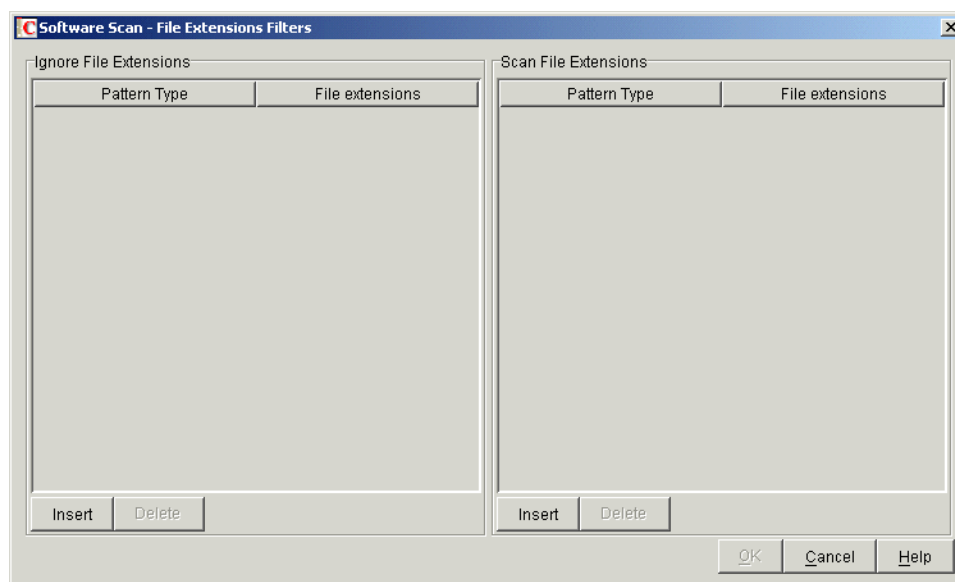 Software Scan - File Extensions Filters
Ignore File Extensions
Pattern Type File extensions
Insert Delete
Scan File Extensions
Pattern Type File extensions
Insert Delete
OK Cancel Help